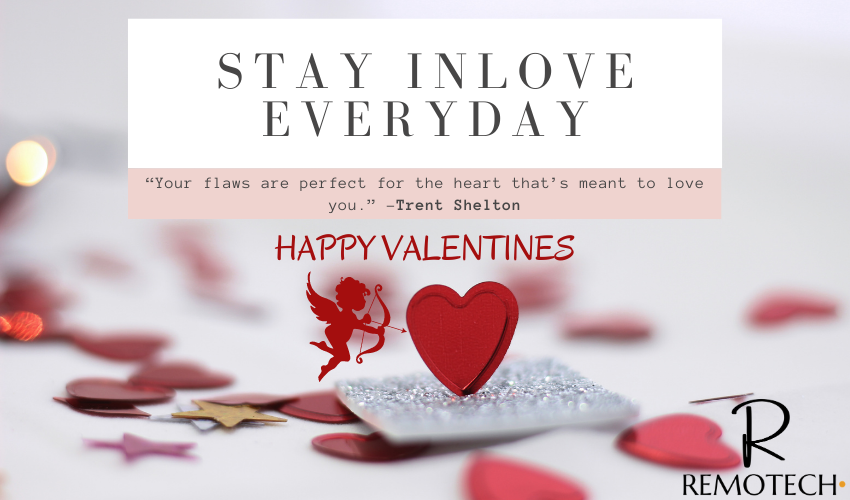 STAY INLOVE
EVERYDAY
“Your flaws are perfect for the heart that’s meant to love
you.” –Trent Shelton
HAPPY VALENTINES
R
REMOTECH